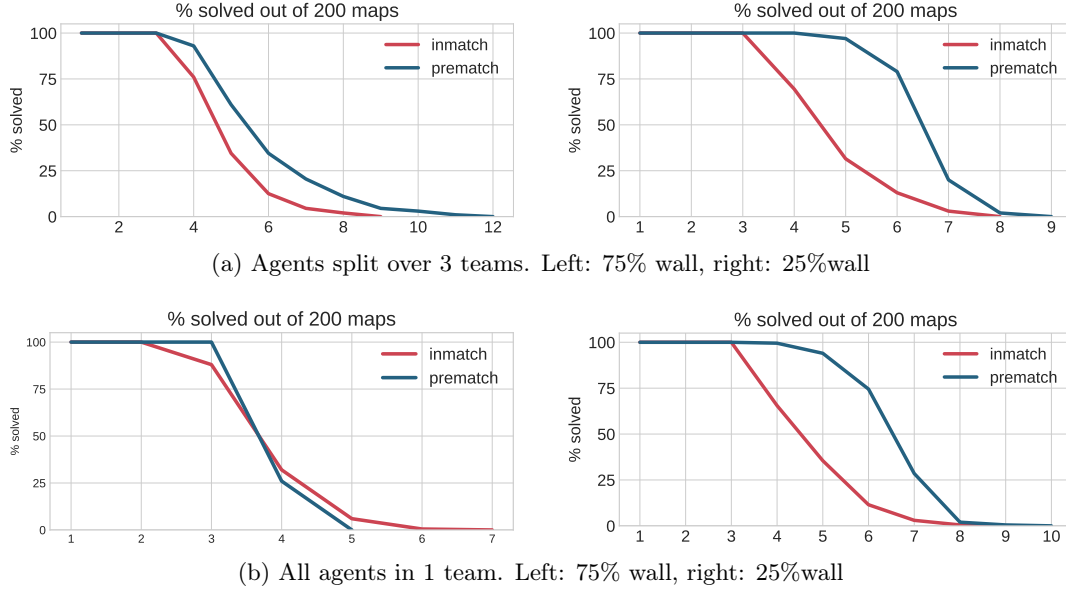 % solved out of 200 maps
% solved
100
75
50
25
0
inmatch
prematch
2 4 6 8 10 12
% solved out of 200 maps
% solved
100
75
50
25
0
inmatch
prematch
1 2 3 4 5 6 7 8 9
(a) Agents split over 3 teams. Left: 75% wall, right: 25%wall
% solved out of 200 maps
% solved
100
75
50
25
0
inmatch
prematch
1 2 3 4 5 6 7
% solved out of 200 maps
% solved
100
75
50
25
0
inmatch
prematch
1 2 3 4 5 6 7 8 9 10
(b) All agents in 1 team. Left: 75% wall, right: 25%wall